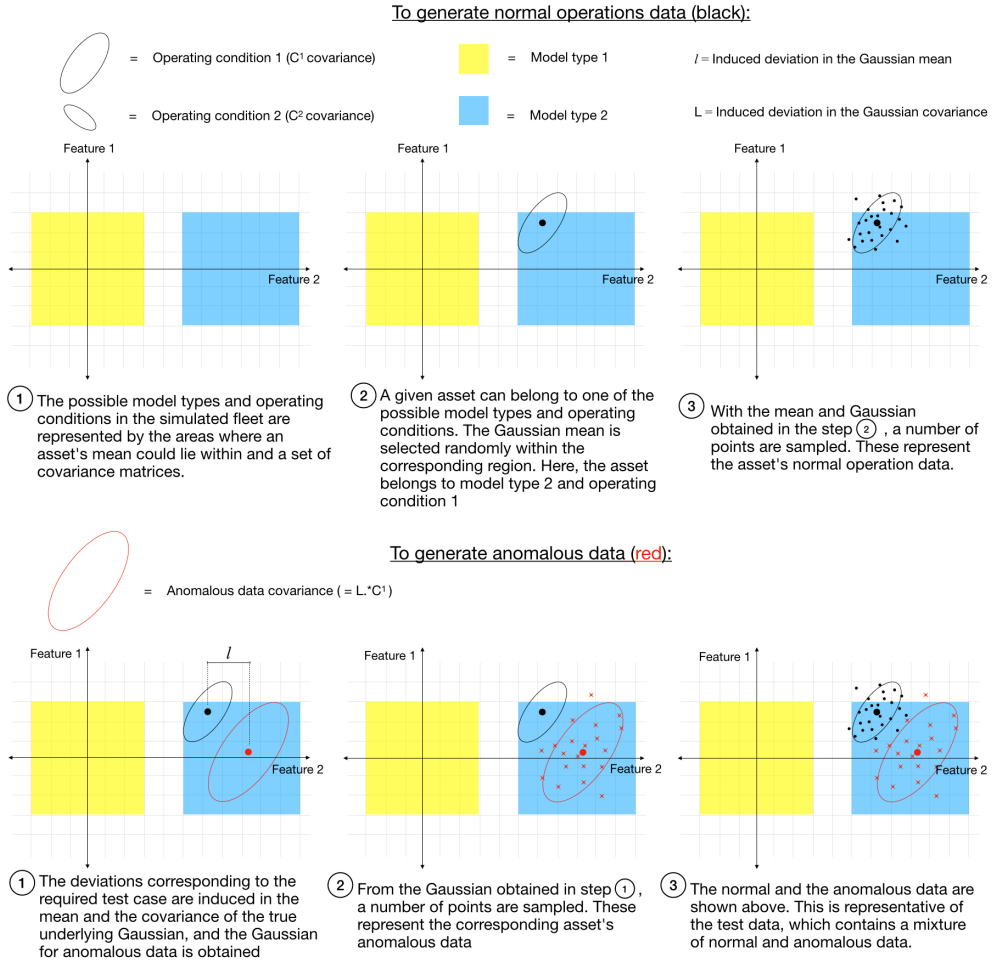 To generate normal operations data (black):
= Operating condition 1 (C¹ covariance)
= Model type 1
l = Induced deviation in the Gaussian mean
= Operating condition 2 (C² covariance)
= Model type 2
L = Induced deviation in the Gaussian covariance
Feature 1
Feature 2
Feature 1
Feature 2
Feature 1
Feature 2
1 The possible model types and operating
conditions in the simulated fleet are
represented by the areas where an
asset's mean could lie within and a set of
covariance matrices.
2 A given asset can belong to one of the
possible model types and operating
conditions. The Gaussian mean is
selected randomly within the
corresponding region. Here, the asset
belongs to model type 2 and operating
condition 1
3 With the mean and Gaussian
obtained in the step 2 , a number of
points are sampled. These represent
the asset's normal operation data.
To generate anomalous data (red):
= Anomalous data covariance ( = L.*C¹)
Feature 1
l
Feature 2
Feature 1
Feature 2
Feature 1
Feature 2
1 The deviations corresponding to the
required test case are induced in the
mean and the covariance of the true
underlying Gaussian, and the Gaussian
for anomalous data is obtained
2 From the Gaussian obtained in step 1 ,
a number of points are sampled. These
represent the corresponding asset's
anomalous data
3 The normal and the anomalous data are
shown above. This is representative of
the test data, which contains a mixture
of normal and anomalous data.